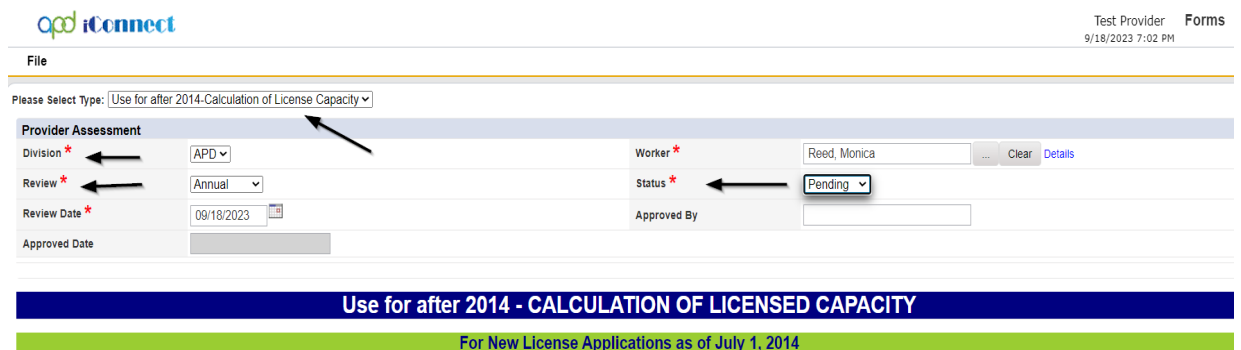 apd iConnect
Test Provider Forms
9/18/2023 7:02 PM
File
Please Select Type: Use for after 2014-Calculation of License Capacity
Provider Assessment
Division * APD Worker * Reed, Monica ... Clear Details
Review * Annual Status * Pending
Review Date * 09/18/2023 Approved By
Approved Date
Use for after 2014 - CALCULATION OF LICENSED CAPACITY
For New License Applications as of July 1, 2014